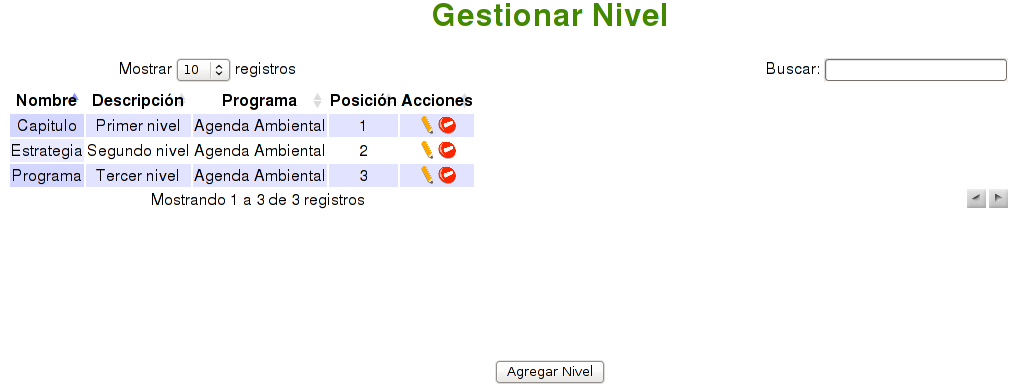 Gestionar Nivel
Mostrar 10 registros Buscar:
Nombre Descripción Programa Posición Acciones
Capitulo Primer nivel Agenda Ambiental 1
Estrategia Segundo nivel Agenda Ambiental 2
Programa Tercer nivel Agenda Ambiental 3
Mostrando 1 a 3 de 3 registros
Agregar Nivel